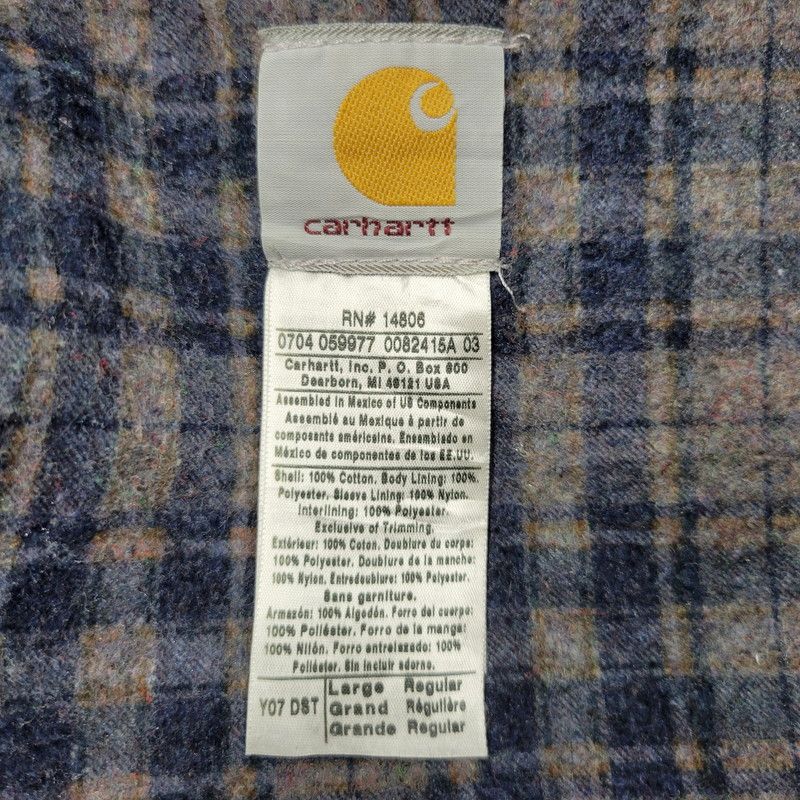 carhartt
RN# 14806
0704 059977 0082415A 03
Carhartt, Inc. P. O. Box 600
Dearborn, MI 48121 USA
Assembled in Mexico of US Components
Assemblé au Mexique à partir de
composants américains. Ensamblado en
México de componentes de los EE.UU.
Shell: 100% Cotton. Body Lining: 100%.
Polyester. Sleeve Lining: 100% Nylon.
Interlining: 100% Polyester.
Exclusive of Trimming.
Extérieur: 100% Coton. Doublure du corps:
100% Polyester. Doublure de la manche:
100% Nylon. Entredoublure: 100% Polyester.
Sans garniture.
Armazón: 100% Algodón. Forro del cuerpo:
100% Poliéster. Forro de la manga:
100% Nilón. Forro entrelazado: 100%
Poliéster. Sin incluir adorno.
Y07 DST
Large Regular
Grand Régulière
Grande Regular